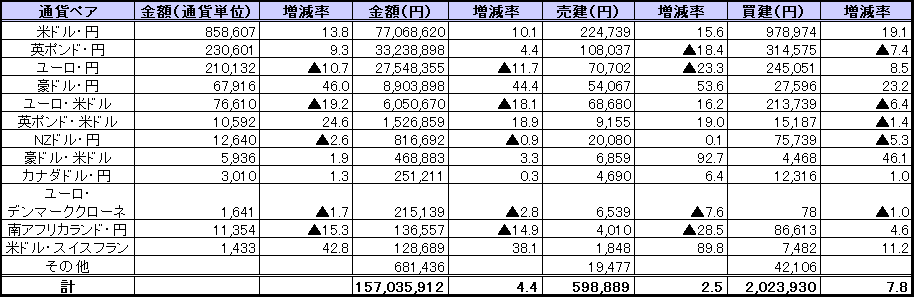 通貨ペア 金額(通貨単位) 増減率 金額(円) 増減率 売建(円) 増減率 買建(円) 増減率
米ドル・円 858,607 13.8 77,068,620 10.1 224,739 15.6 978,974 19.1
英ポンド・円 230,601 9.3 33,238,898 4.4 108,037 ▲18.4 314,575 ▲7.4
ユーロ・円 210,132 ▲10.7 27,548,355 ▲11.7 70,702 ▲23.3 245,051 8.5
豪ドル・円 67,916 46.0 8,903,898 44.4 54,067 53.6 27,596 23.2
ユーロ・米ドル 76,610 ▲19.2 6,050,670 ▲18.1 68,680 16.2 213,739 ▲6.4
英ポンド・米ドル 10,592 24.6 1,526,859 18.9 9,155 19.0 15,187 ▲1.4
NZドル・円 12,640 ▲2.6 816,692 ▲0.9 20,080 0.1 75,739 ▲5.3
豪ドル・米ドル 5,936 1.9 468,883 3.3 6,859 92.7 4,468 46.1
カナダドル・円 3,010 1.3 251,211 0.3 4,690 6.4 12,316 1.0
ユーロ・
デンマーククローネ 1,641 ▲1.7 215,139 ▲2.8 6,539 ▲7.6 78 ▲1.0
南アフリカランド・円 11,354 ▲15.3 136,557 ▲14.9 4,010 ▲28.5 86,613 4.6
米ドル・スイスフラン 1,433 42.8 128,689 38.1 1,848 89.8 7,482 11.2
その他 681,436 19,477 42,106
計 157,035,912 4.4 598,889 2.5 2,023,930 7.8